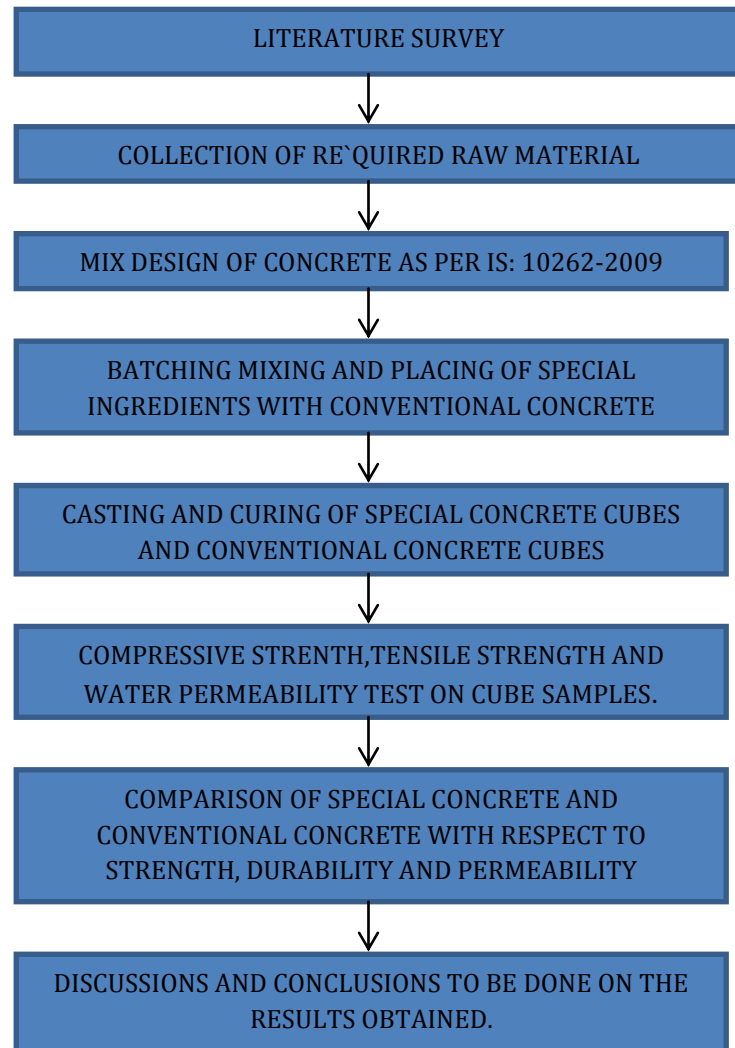 LITERATURE SURVEY
COLLECTION OF RE`QUIRED RAW MATERIAL
MIX DESIGN OF CONCRETE AS PER IS: 10262-2009
BATCHING MIXING AND PLACING OF SPECIAL
INGREDIENTS WITH CONVENTIONAL CONCRETE
CASTING AND CURING OF SPECIAL CONCRETE CUBES
AND CONVENTIONAL CONCRETE CUBES
COMPRESSIVE STRENTH,TENSILE STRENGTH AND
WATER PERMEABILITY TEST ON CUBE SAMPLES.
COMPARISON OF SPECIAL CONCRETE AND
CONVENTIONAL CONCRETE WITH RESPECT TO
STRENGTH, DURABILITY AND PERMEABILITY
DISCUSSIONS AND CONCLUSIONS TO BE DONE ON THE
RESULTS OBTAINED.